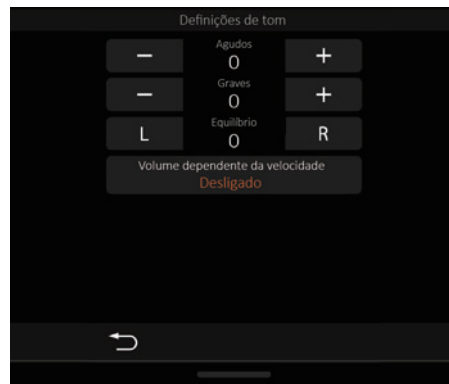 Definições de tom
− Agudos +
0
− Graves +
0
L Equilíbrio R
0
Volume dependente da velocidade
Desligado